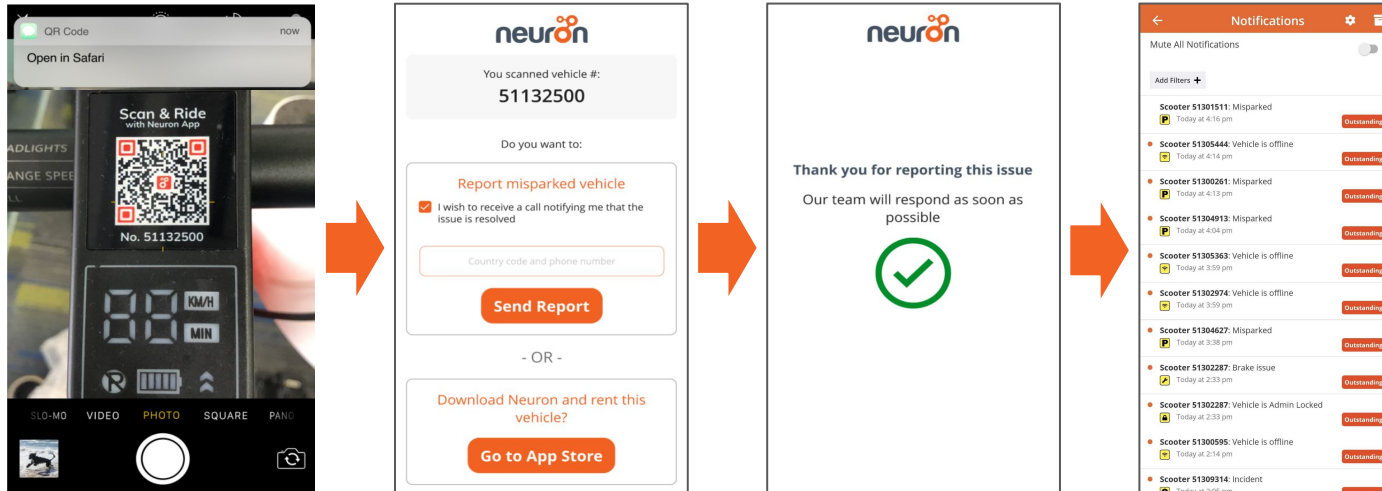 QR Code
now
Open in Safari
Scan & Ride
with Neuron App
ADLIGHTS
ANGE SPEE
No. 51132500
88
KM/H
MIN
SLO-MO VIDEO PHOTO SQUARE PANO
neuron
You scanned vehicle #:
51132500
Do you want to:
Report misparked vehicle
I wish to receive a call notifying me that the
issue is resolved
Country code and phone number
Send Report
- OR -
Download Neuron and rent this
vehicle?
Go to App Store
neuron
Thank you for reporting this issue
Our team will respond as soon as
possible
Notifications
Mute All Notifications
Add Filters +
Scooter 51301511: Misparked
P Today at 4:16 pm
Outstanding
Scooter 51305444: Vehicle is offline
Today at 4:14 pm
Outstanding
Scooter 51300261: Misparked
P Today at 4:13 pm
Outstanding
Scooter 51304913: Misparked
P Today at 4:04 pm
Outstanding
Scooter 51305363: Vehicle is offline
Today at 3:59 pm
Outstanding
Scooter 51302974: Vehicle is offline
Today at 3:59 pm
Outstanding
Scooter 51304627: Misparked
P Today at 3:38 pm
Outstanding
Scooter 51302287: Brake issue
Today at 2:33 pm
Outstanding
Scooter 51302287: Vehicle is Admin Locked
Today at 2:33 pm
Outstanding
Scooter 51300595: Vehicle is offline
Today at 2:14 pm
Outstanding
Scooter 51309314: Incident